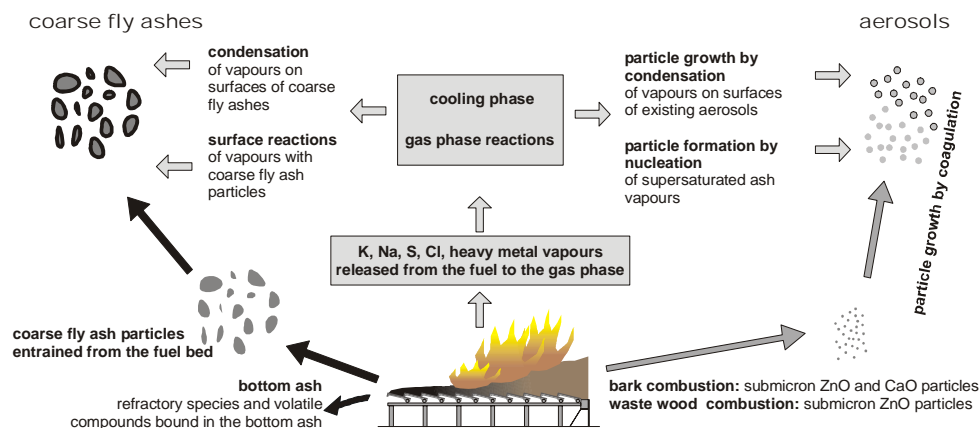 coarse fly ashes
aerosols
condensation
of vapours on
surfaces of coarse
fly ashes
surface reactions
of vapours with
coarse fly ash
particles
cooling phase
gas phase reactions
particle growth by
condensation
of vapours on surfaces
of existing aerosols
particle formation by
nucleation
of supersaturated ash
vapours
particle growth by coagulation
K, Na, S, Cl, heavy metal vapours
released from the fuel to the gas phase
coarse fly ash particles
entrained from the fuel bed
bottom ash
refractory species and volatile
compounds bound in the bottom ash
bark combustion: submicron ZnO and CaO particles
waste wood combustion: submicron ZnO particles